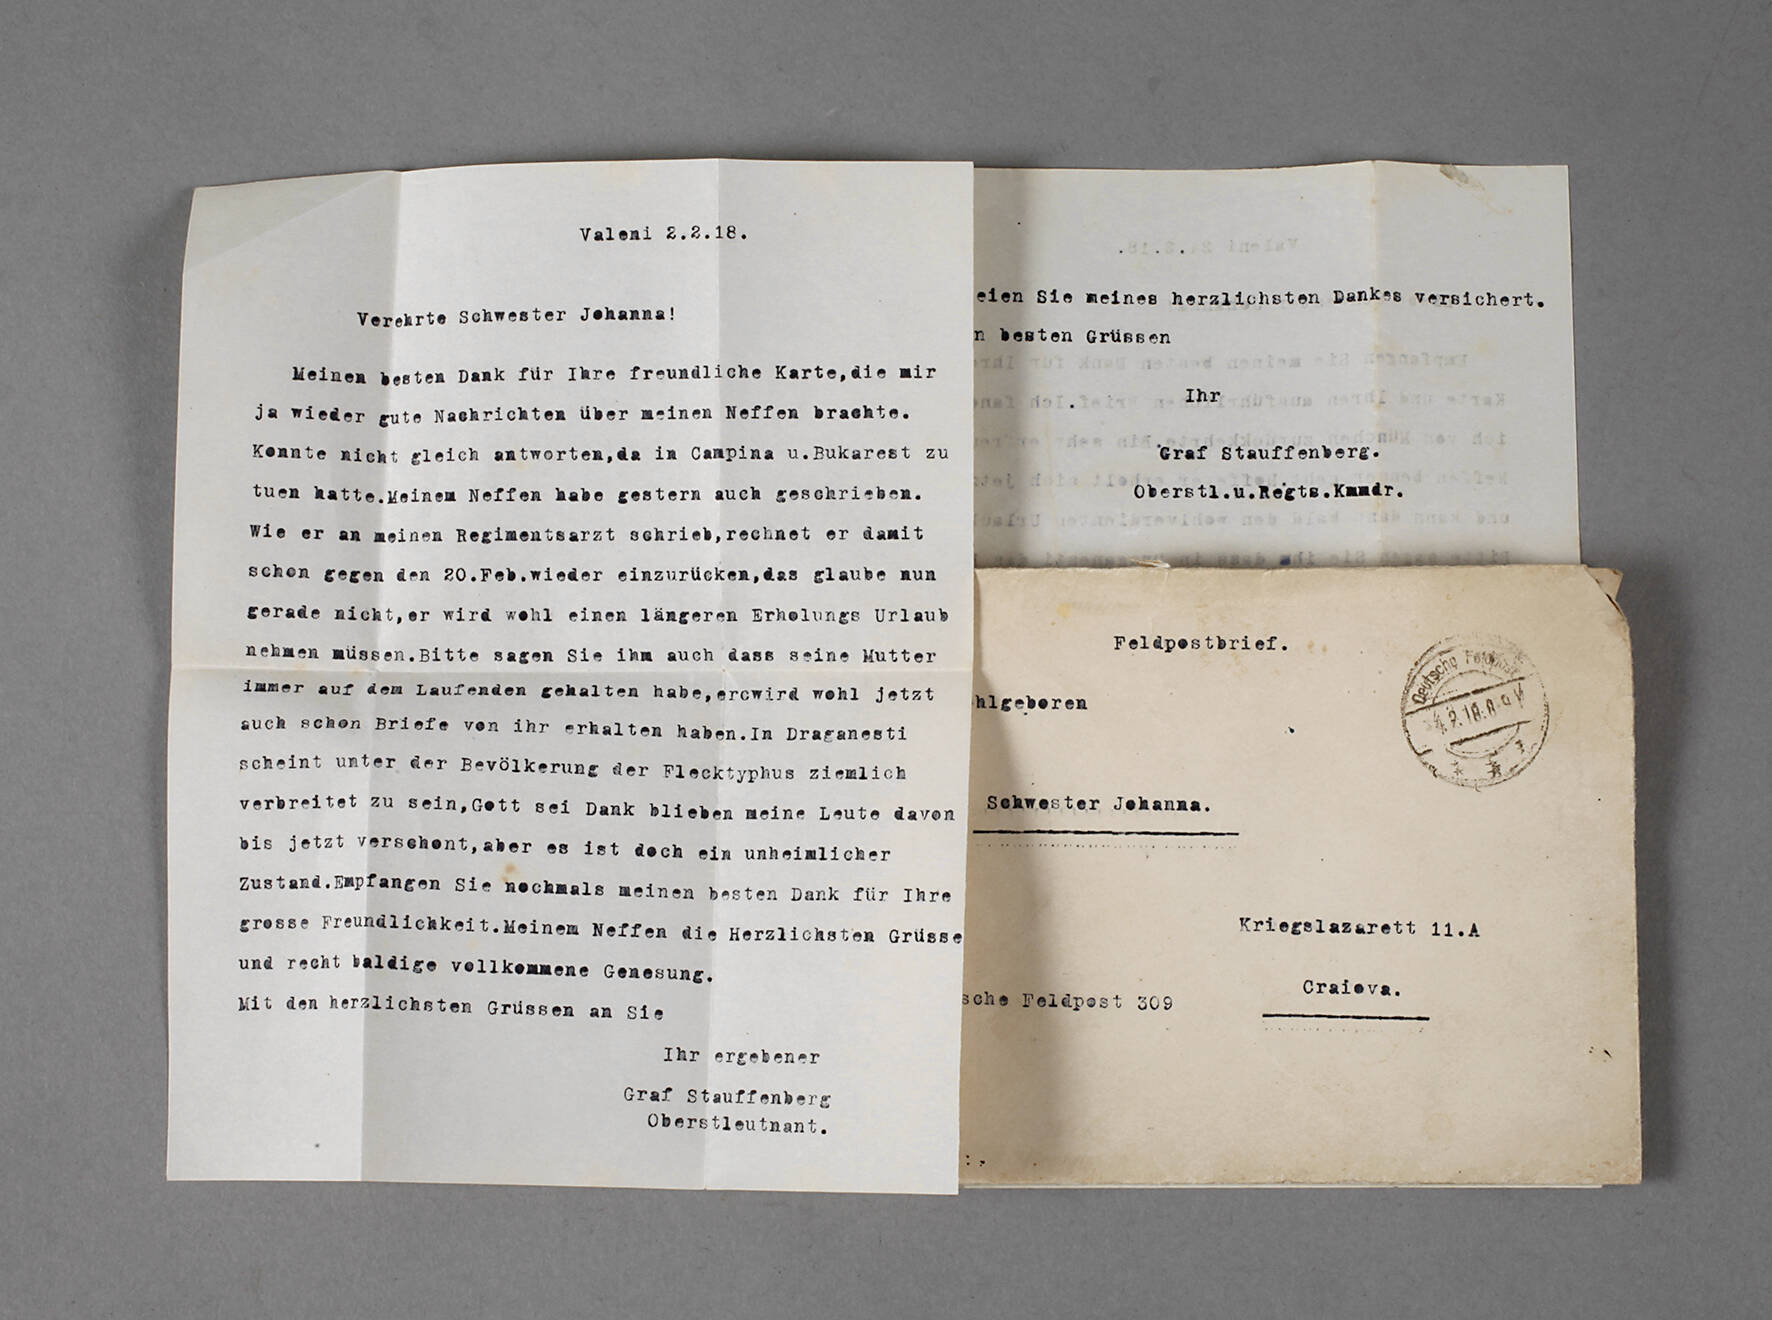 Valeni 2.2.18.
Verehrte Schwester Johanna!
Meinen besten Dank für Ihre freundliche Karte,die mir
ja wieder gute Nachrichten über meinen Neffen brachte.
Konnte nicht gleich antworten,da in Campina u.Bukarest zu
tuen hatte.Meinem Neffen habe gestern auch geschrieben.
Wie er an meinen Regimentsarzt schrieb,rechnet er damit
schon gegen den 20.Feb.wieder einzurücken,das glaube nun
gerade nicht,er wird wohl einen längeren Erholungs Urlaub
nehmen müssen.Bitte sagen Sie ihm auch dass seine Mutter
immer auf dem Laufenden gehalten habe,ercwird wohl jetzt
auch schon Briefe von ihr erhalten haben.In Draganesti
scheint unter der Bevölkerung der Flecktyphus ziemlich
verbreitet zu sein,Gott sei Dank blieben meine Leute davon
bis jetzt verschont,aber es ist doch ein unheimlicher
Zustand.Empfangen Sie nochmals meinen besten Dank für Ihre
grosse Freundlichkeit.Meinem Neffen die Herzlichsten Grüsse
und recht baldige vollkommene Genesung.
Mit den herzlichsten Grüssen an Sie
Ihr ergebener
Graf Stauffenberg
Oberstleutnant.
eien Sie meines herzlichsten Dankes versichert.
n besten Grüssen
Ihr
Graf Stauffenberg.
Oberstl.u.Regts.Kmmdr.
Feldpostbrief.
Deutsche Feldpost
2.18.8-9V
hlgeboren
Schwester Johanna.
Kriegslazarett 11.A
Craiova.
sche Feldpost 309